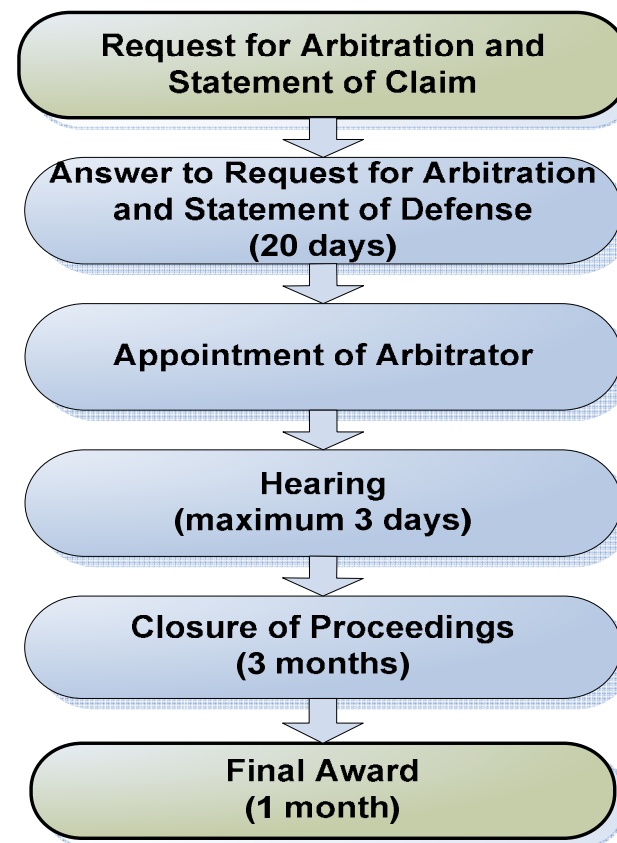 Request for Arbitration and
Statement of Claim
Answer to Request for Arbitration
and Statement of Defense
(20 days)
Appointment of Arbitrator
Hearing
(maximum 3 days)
Closure of Proceedings
(3 months)
Final Award
(1 month)